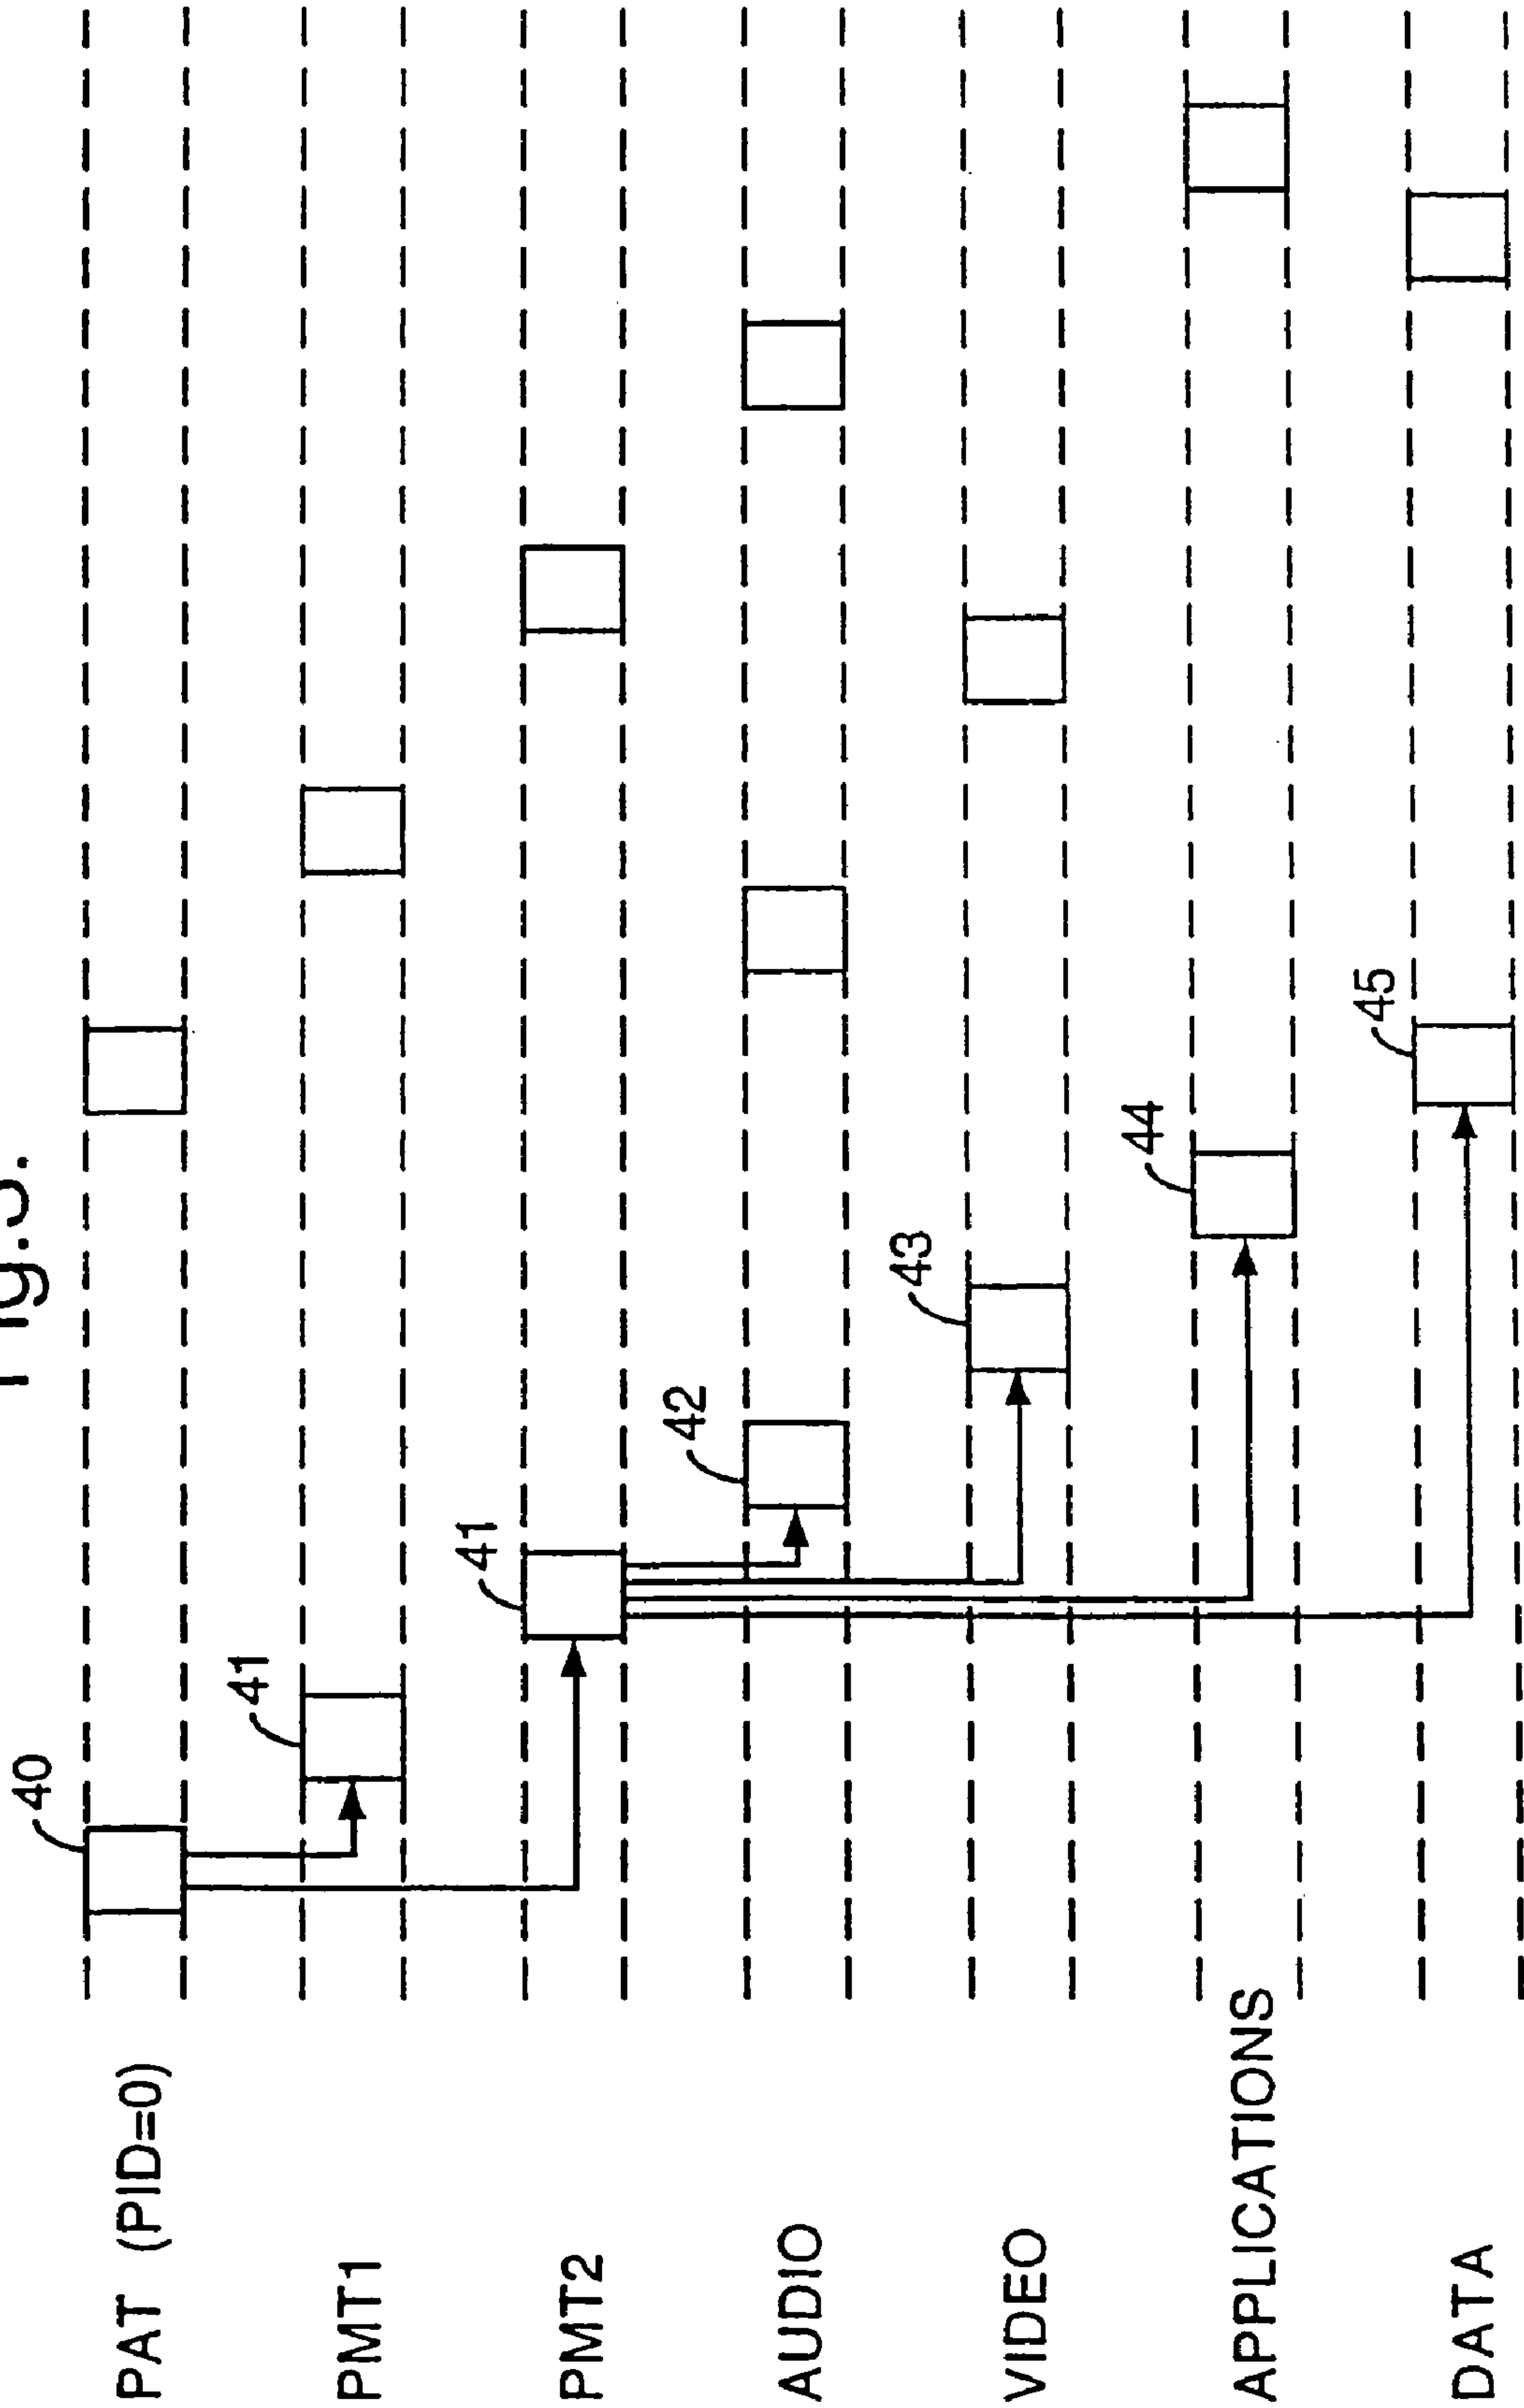 PAT (PID=0)
40
PMT1
41
PMT2
41
AUDIO
42
VIDEO
43
APPLICATIONS
44
DATA
45